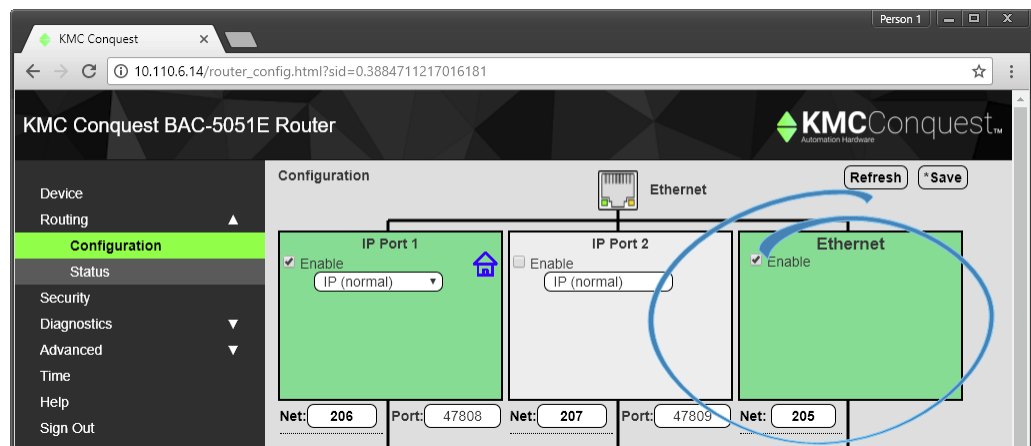 Person 1
KMC Conquest
10.110.6.14/router_config.html?sid=0.3884711217016181
KMC Conquest BAC-5051E Router
KMCConquest™
Automation Hardware
Device
Routing
Configuration
Status
Security
Diagnostics
Advanced
Time
Help
Sign Out
Configuration
Ethernet
Refresh
*Save
IP Port 1
Enable
IP (normal)
Net: 206 Port: 47808
IP Port 2
Enable
IP (normal)
Net: 207 Port: 47809
Ethernet
Enable
Net: 205